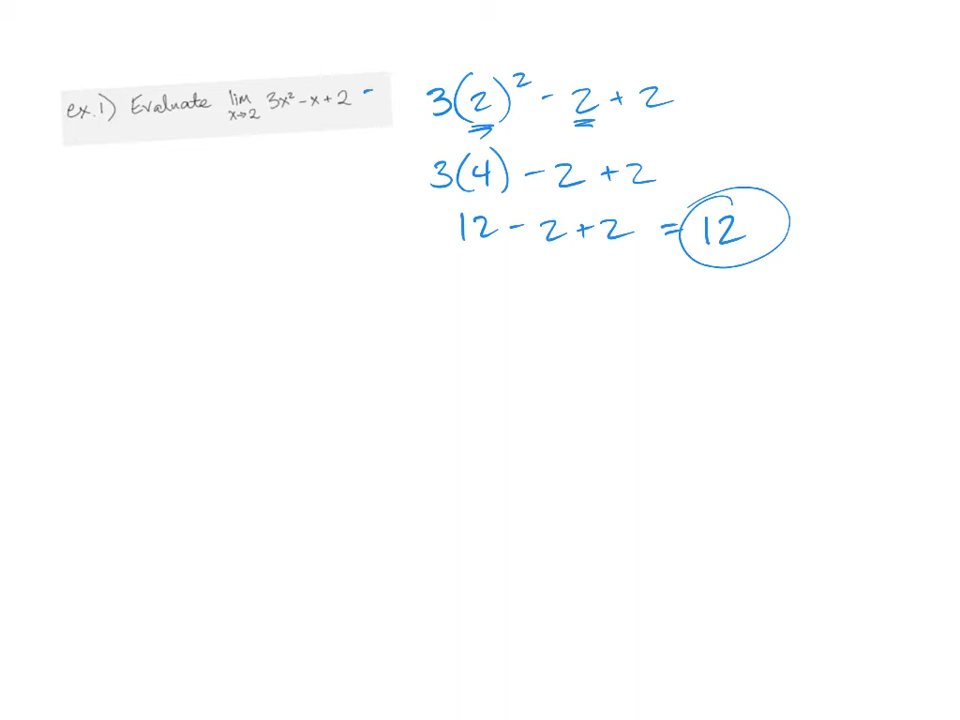 ex.1) Evaluate lim x→2 3x² - x + 2 -
3(2)² - 2 + 2
3(4) - 2 + 2
12 - 2 + 2 = 12